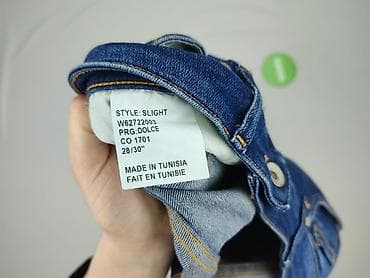 STYLE: SLIGHT
W62722003
PRG:DOLCE
CO 1701
28/30"
MADE IN TUNISIA
FAIT EN TUNISIE